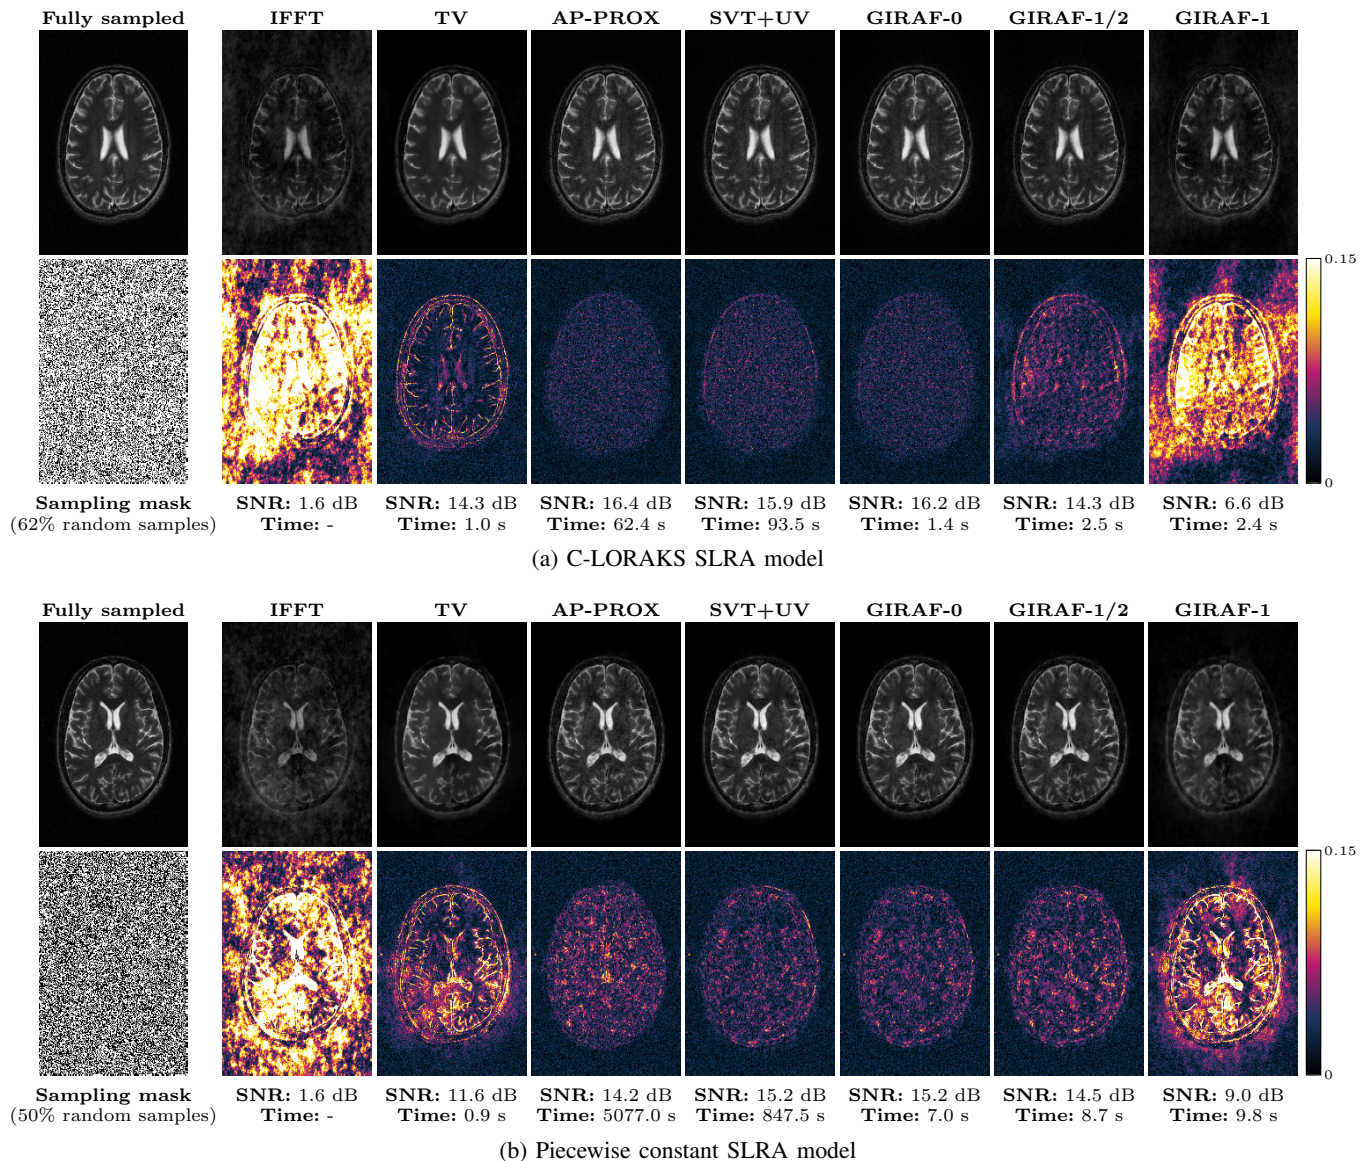 Fully sampled IFFT TV AP-PROX SVT+UV GIRAF-0 GIRAF-1/2 GIRAF-1
0.15
0
Sampling mask SNR: 1.6 dB SNR: 14.3 dB SNR: 16.4 dB SNR: 15.9 dB SNR: 16.2 dB SNR: 14.3 dB SNR: 6.6 dB
(62% random samples) Time: - Time: 1.0 s Time: 62.4 s Time: 93.5 s Time: 1.4 s Time: 2.5 s Time: 2.4 s
(a) C-LORAKS SLRA model
Fully sampled IFFT TV AP-PROX SVT+UV GIRAF-0 GIRAF-1/2 GIRAF-1
0.15
0
Sampling mask SNR: 1.6 dB SNR: 11.6 dB SNR: 14.2 dB SNR: 15.2 dB SNR: 15.2 dB SNR: 14.5 dB SNR: 9.0 dB
(50% random samples) Time: - Time: 0.9 s Time: 5077.0 s Time: 847.5 s Time: 7.0 s Time: 8.7 s Time: 9.8 s
(b) Piecewise constant SLRA model